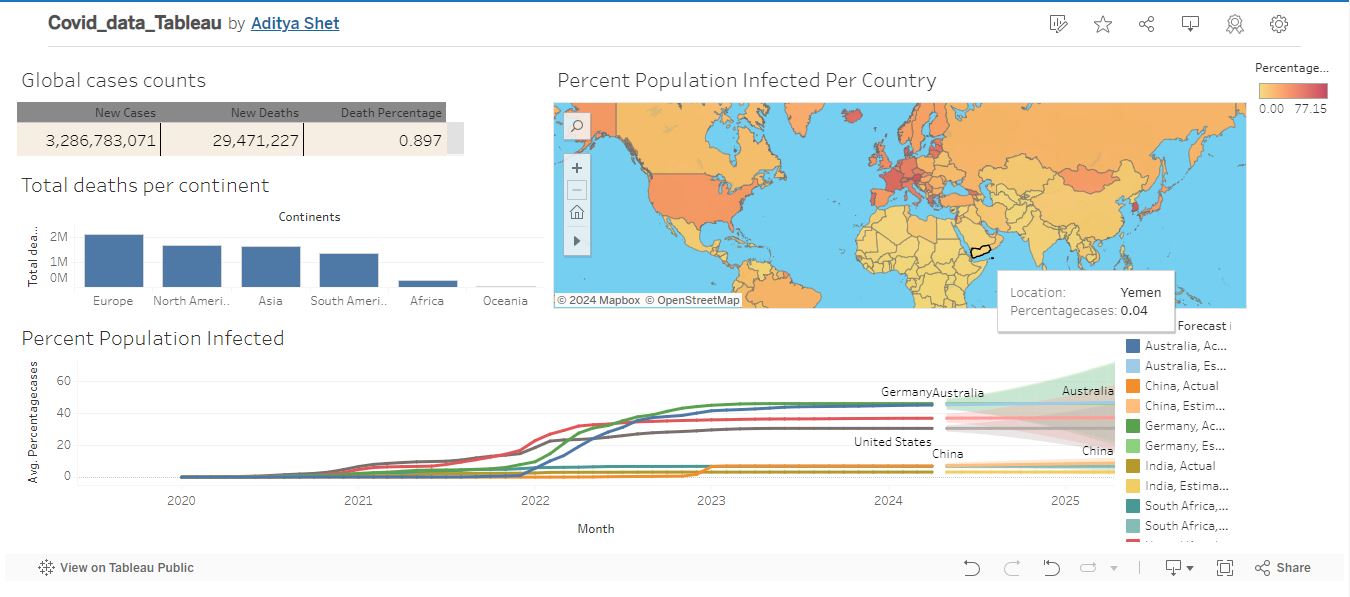 Covid_data_Tableau by Aditya Shet
Global cases counts
New Cases New Deaths Death Percentage
3,286,783,071 29,471,227 0.897
Total deaths per continent
Continents
Total dea...
2M
1M
0M
Europe North Ameri.. Asia South Ameri.. Africa Oceania
Percent Population Infected Per Country
© 2024 Mapbox © OpenStreetMap
Location: Yemen
Percentagecases: 0.04
Percentage...
0.00 77.15
Percent Population Infected
Avg. Percentagecases
60
40
20
0
Germany Australia
Australia
United States
China
China
2020 2021 2022 2023 2024 2025
Month
Forecast i
Australia, Ac...
Australia, Es...
China, Actual
China, Estim...
Germany, Ac...
Germany, Es...
India, Actual
India, Estima...
South Africa,...
South Africa,...
View on Tableau Public
Share